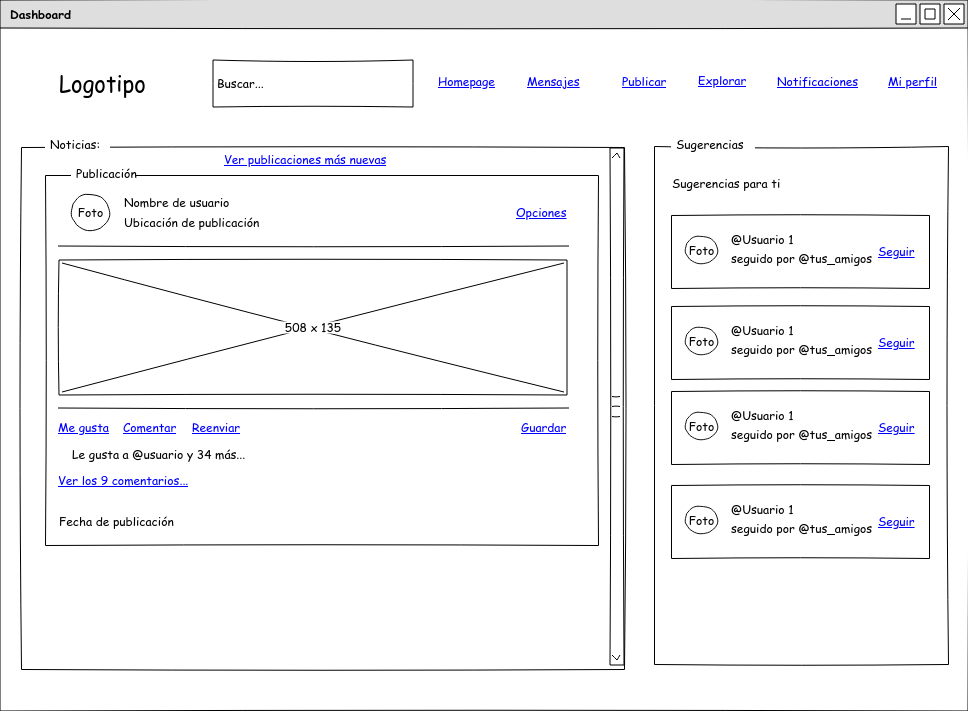 Dashboard
Logotipo
Buscar...
Homepage
Mensajes
Publicar
Explorar
Notificaciones
Mi perfil
Noticias:
Ver publicaciones más nuevas
Publicación
Foto
Nombre de usuario
Ubicación de publicación
Opciones
508 x 135
Me gusta
Comentar
Reenviar
Guardar
Le gusta a @usuario y 34 más...
Ver los 9 comentarios...
Fecha de publicación
Sugerencias
Sugerencias para ti
Foto
@Usuario 1
seguido por @tus_amigos
Seguir
Foto
@Usuario 1
seguido por @tus_amigos
Seguir
Foto
@Usuario 1
seguido por @tus_amigos
Seguir
Foto
@Usuario 1
seguido por @tus_amigos
Seguir